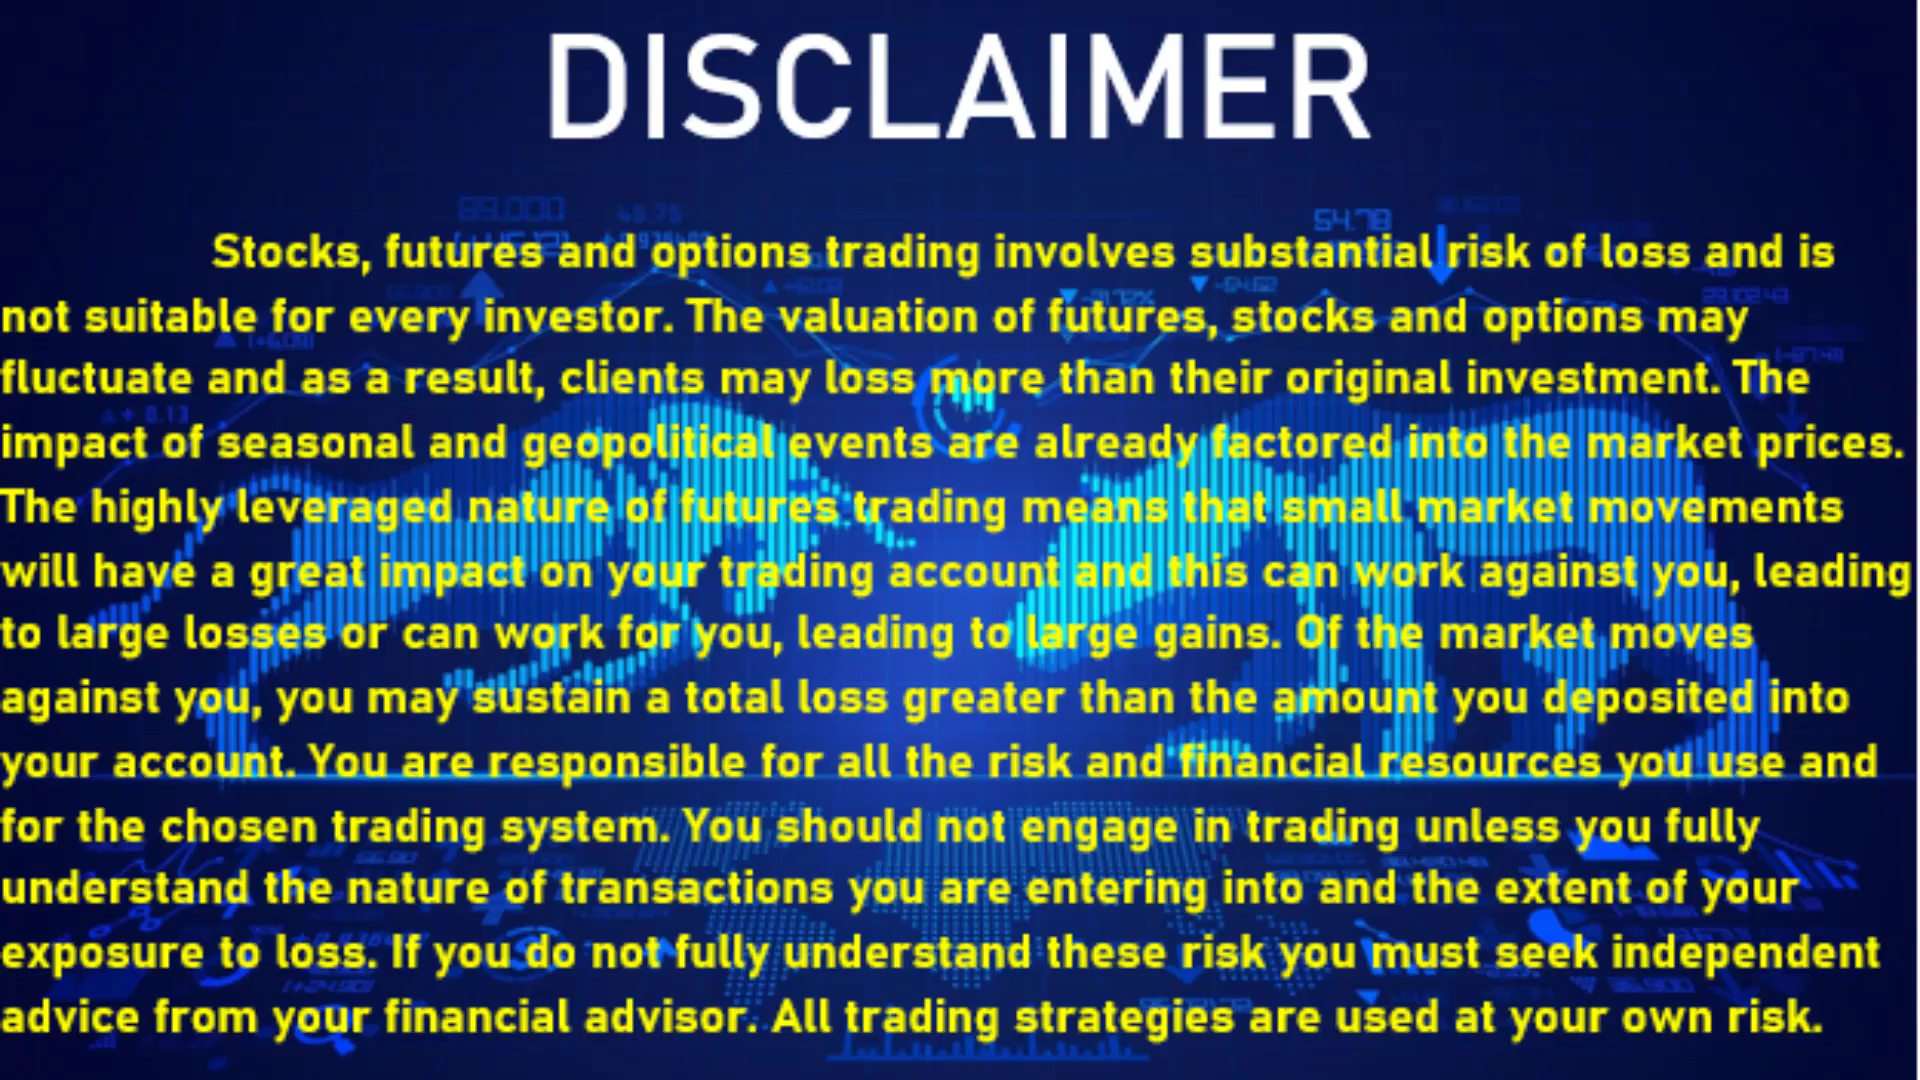 DISCLAIMER
Stocks, futures and options trading involves substantial risk of loss and is
not suitable for every investor. The valuation of futures, stocks and options may
fluctuate and as a result, clients may loss more than their original investment. The
impact of seasonal and geopolitical events are already factored into the market prices.
The highly leveraged nature of futures trading means that small market movements
will have a great impact on your trading account and this can work against you, leading
to large losses or can work for you, leading to large gains. Of the market moves
against you, you may sustain a total loss greater than the amount you deposited into
your account. You are responsible for all the risk and financial resources you use and
for the chosen trading system. You should not engage in trading unless you fully
understand the nature of transactions you are entering into and the extent of your
exposure to loss. If you do not fully understand these risk you must seek independent
advice from your financial advisor. All trading strategies are used at your own risk.